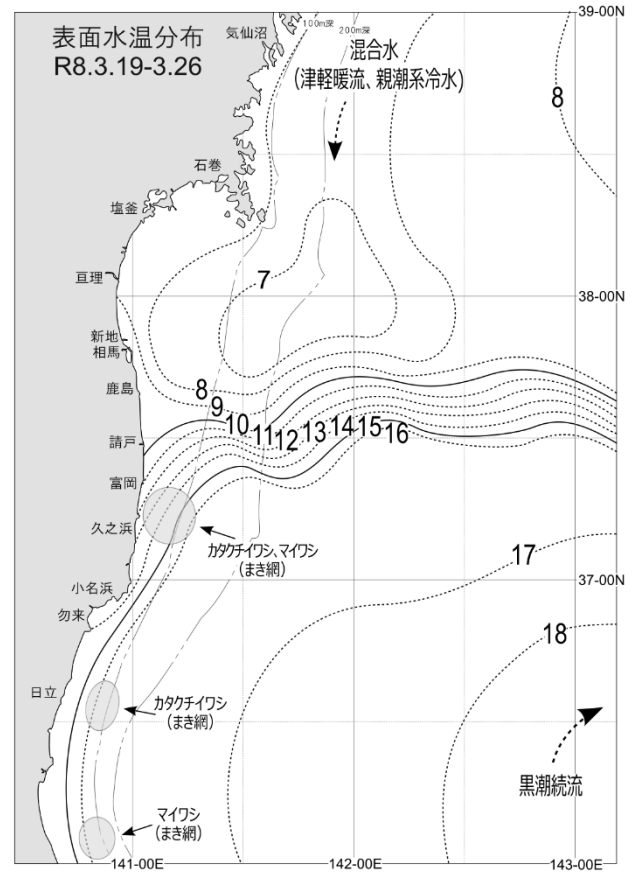 表面水温分布
R8.3.19-3.26
39-00N
気仙沼
100m深
200m深
混合水
(津軽暖流、親潮系冷水)
8
石巻
塩釜
亘理
7
38-00N
新地
相馬
鹿島
8
9
10
11
12
13
14
15
16
請戸
富岡
久之浜
カタクチイワシ、マイワシ
(まき網)
17
37-00N
小名浜
勿来
18
日立
カタクチイワシ
(まき網)
黒潮続流
マイワシ
(まき網)
141-00E
142-00E
143-00E